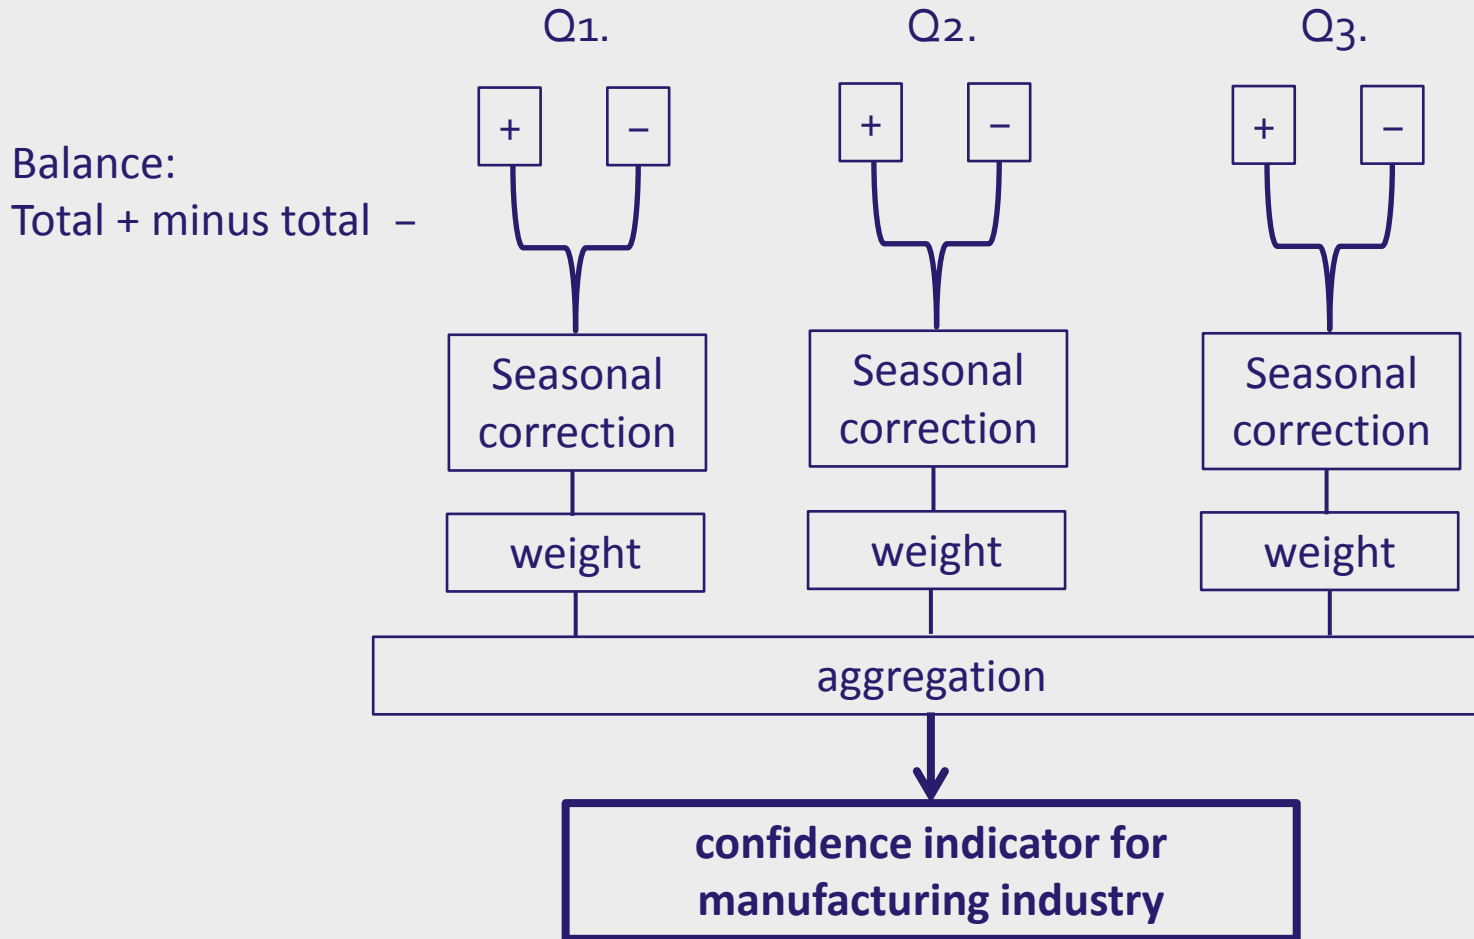 Q1.
Q2.
Q3.
+
–
+
–
+
–
Balance:
Total + minus total –
Seasonal
correction
Seasonal
correction
Seasonal
correction
weight
weight
weight
aggregation
confidence indicator for
manufacturing industry